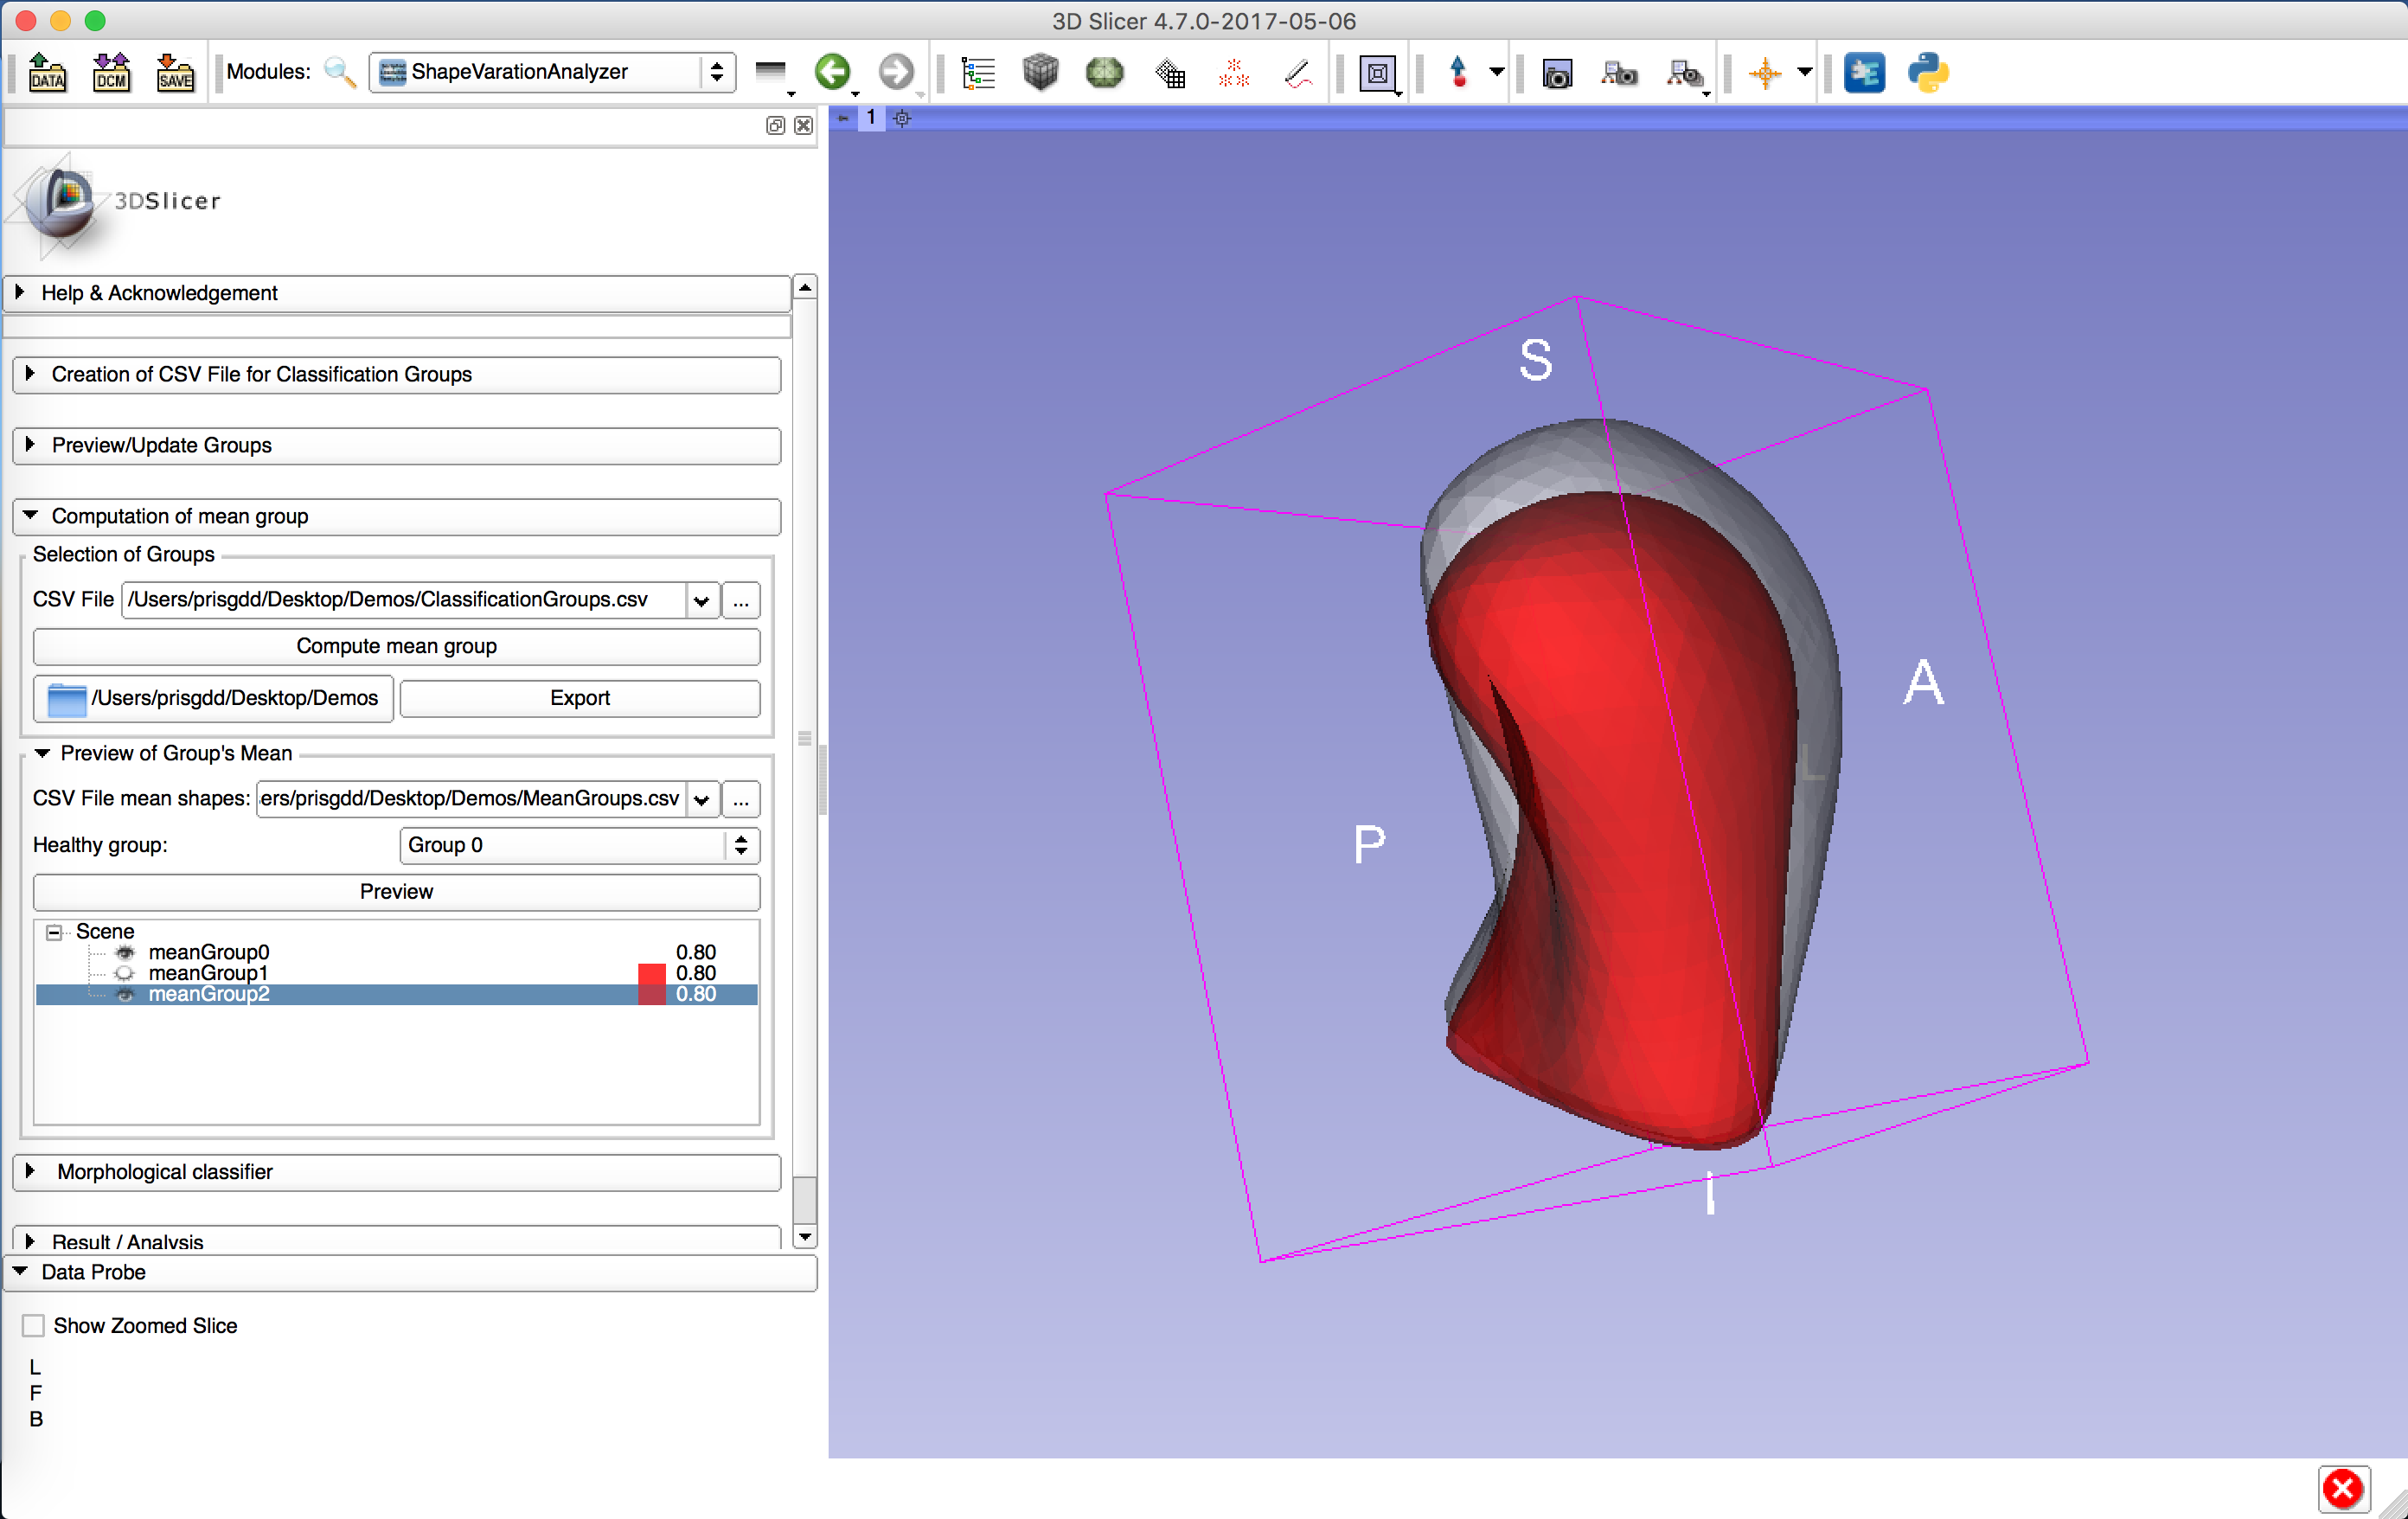 3D Slicer 4.7.0-2017-05-06
DATA DCM SAVE Modules: ShapeVarationAnalyzer
1
3DSlicer
Help & Acknowledgement
Creation of CSV File for Classification Groups
Preview/Update Groups
Computation of mean group
Selection of Groups
CSV File /Users/prisgdd/Desktop/Demos/ClassificationGroups.csv ...
Compute mean group
/Users/prisgdd/Desktop/Demos Export
Preview of Group's Mean
CSV File mean shapes: ers/prisgdd/Desktop/Demos/MeanGroups.csv ...
Healthy group: Group 0
Preview
Scene
meanGroup0 0.80
meanGroup1 0.80
meanGroup2 0.80
Morphological classifier
Result / Analysis
Data Probe
Show Zoomed Slice
L
F
B
S
A
L
P
I